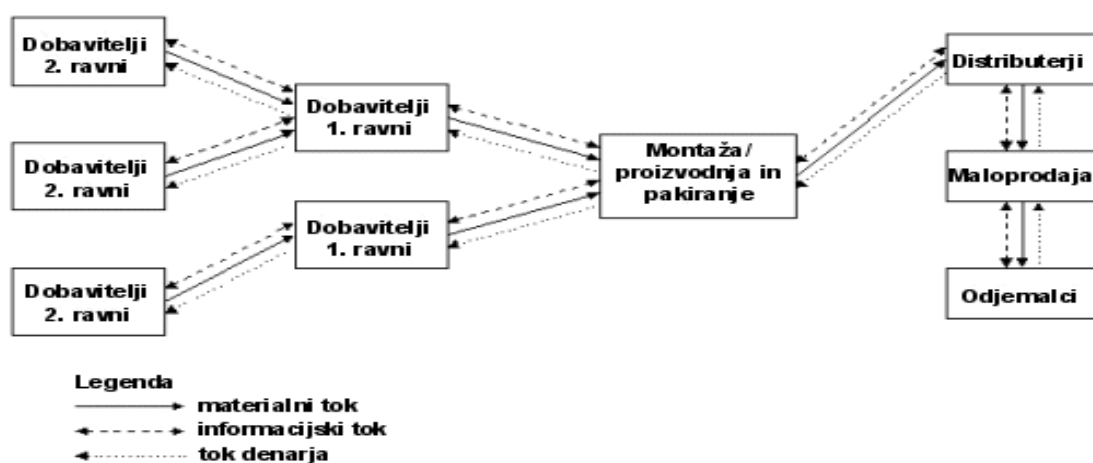 Dobavitelji
2. ravni
Dobavitelji
1. ravni
Dobavitelji
2. ravni
Dobavitelji
1. ravni
Dobavitelji
2. ravni
Montaža/
proizvodnja in
pakiranje
Distributerji
Maloprodaja
Odjemalci
Legenda
materialni tok
informacijski tok
tok denarja